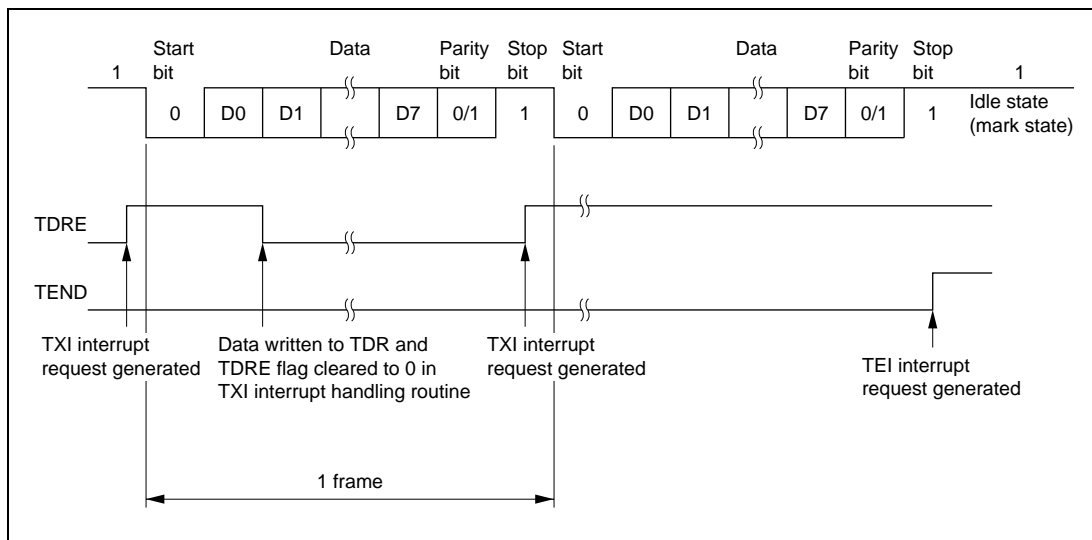 Start bit
Data
Parity bit
Stop bit
Start bit
Data
Parity bit
Stop bit
1
0
D0
D1
D7
0/1
1
0
D0
D1
D7
0/1
1
1
Idle state
(mark state)
TDRE
TEND
TXI interrupt
request generated
Data written to TDR and
TDRE flag cleared to 0 in
TXI interrupt handling routine
TXI interrupt
request generated
TEI interrupt
request generated
1 frame